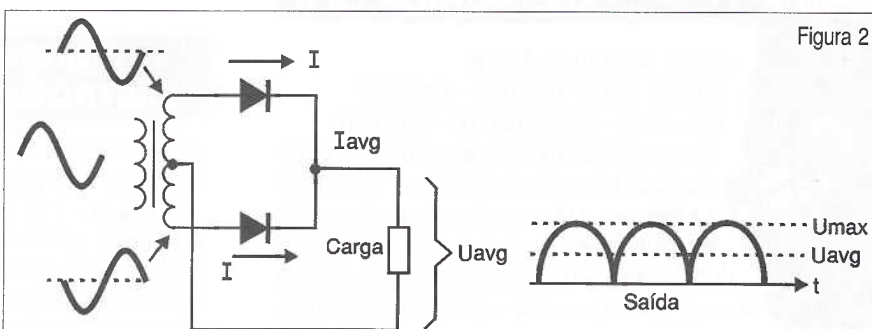 Figura 2
I
Iavg
I
Carga
Uavg
Umax
Uavg
t
Saída